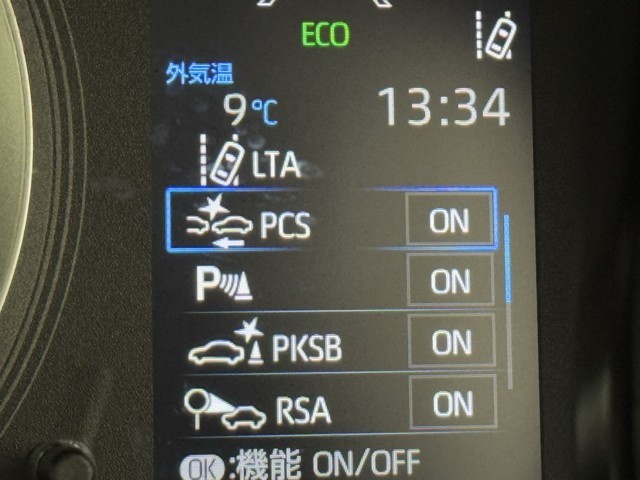 ECO
外気温
9℃ 13:34
LTA
PCS ON
P ON
PKSB ON
RSA ON
OK:機能 ON/OFF